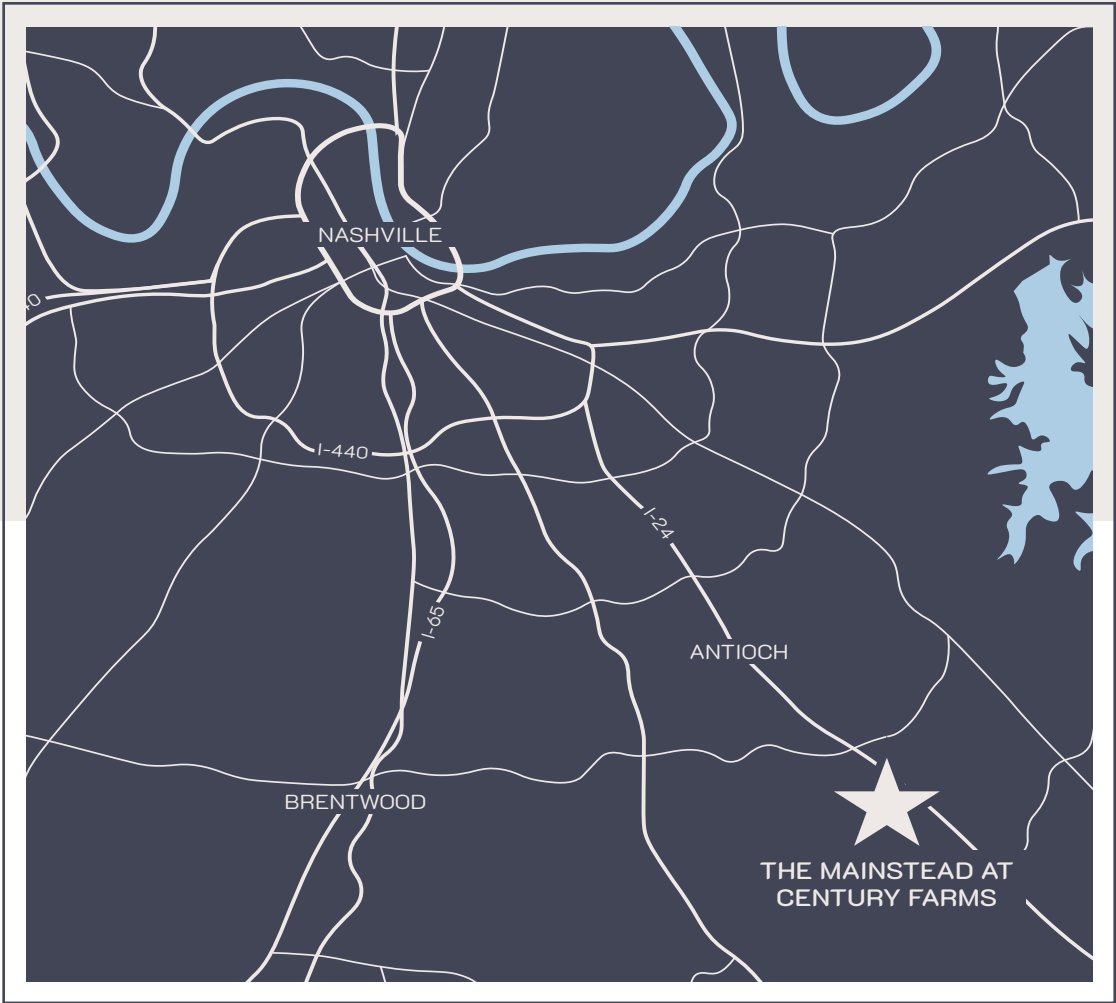 NASHVILLE
I-440
I-24
I-65
ANTIOCH
BRENTWOOD
THE MAINSTEAD AT
CENTURY FARMS